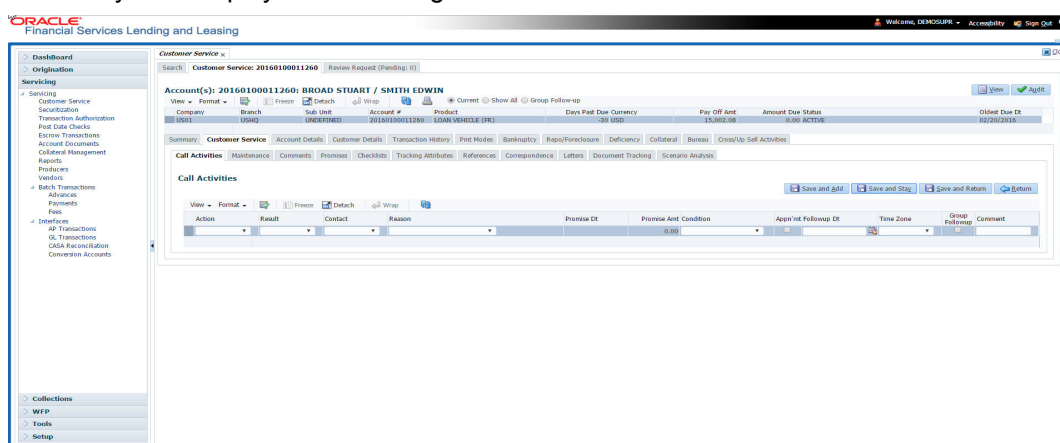 ORACLE
Financial Services Lending and Leasing
Welcome, DEMOSUPR Accessibility Sign Out
DashBoard
Origination
Servicing
Servicing
Customer Service
Securitization
Transaction Authorization
Post Date Checks
Escrow Transactions
Account Documents
Collateral Management
Reports
Producers
Vendors
Batch Transactions
Advances
Payments
Fees
Interfaces
AP Transactions
GL Transactions
CASA Reconciliation
Conversion Accounts
Collections
WFP
Tools
Setup
Customer Service x
Search Customer Service: 20160100011260 Review Request (Pending: 0)
Account(s): 20160100011260: BROAD STUART / SMITH EDWIN
View Audit
View Format Freeze Detach Wrap Current Show All Group Follow-up
Company Branch Sub Unit Account # Product Days Past Due Currency Pay Off Amt Amount Due Status Oldest Due Dt
US01 USHQ UNDEFINED 20160100011260 LOAN VEHICLE (FR) -30 USD 15,002.08 0.00 ACTIVE 02/20/2016
Summary Customer Service Account Details Customer Details Transaction History Pmt Modes Bankruptcy Repo/Foreclosure Deficiency Collateral Bureau Cross/Up Sell Activities
Call Activities Maintenance Comments Promises Checklists Tracking Attributes References Correspondence Letters Document Tracking Scenario Analysis
Call Activities
Save and Add Save and Stay Save and Return Return
View Format Freeze Detach Wrap
Action Result Contact Reason Promise Dt Promise Amt Condition Appn'mt Followup Dt Time Zone Group Followup Comment
0.00